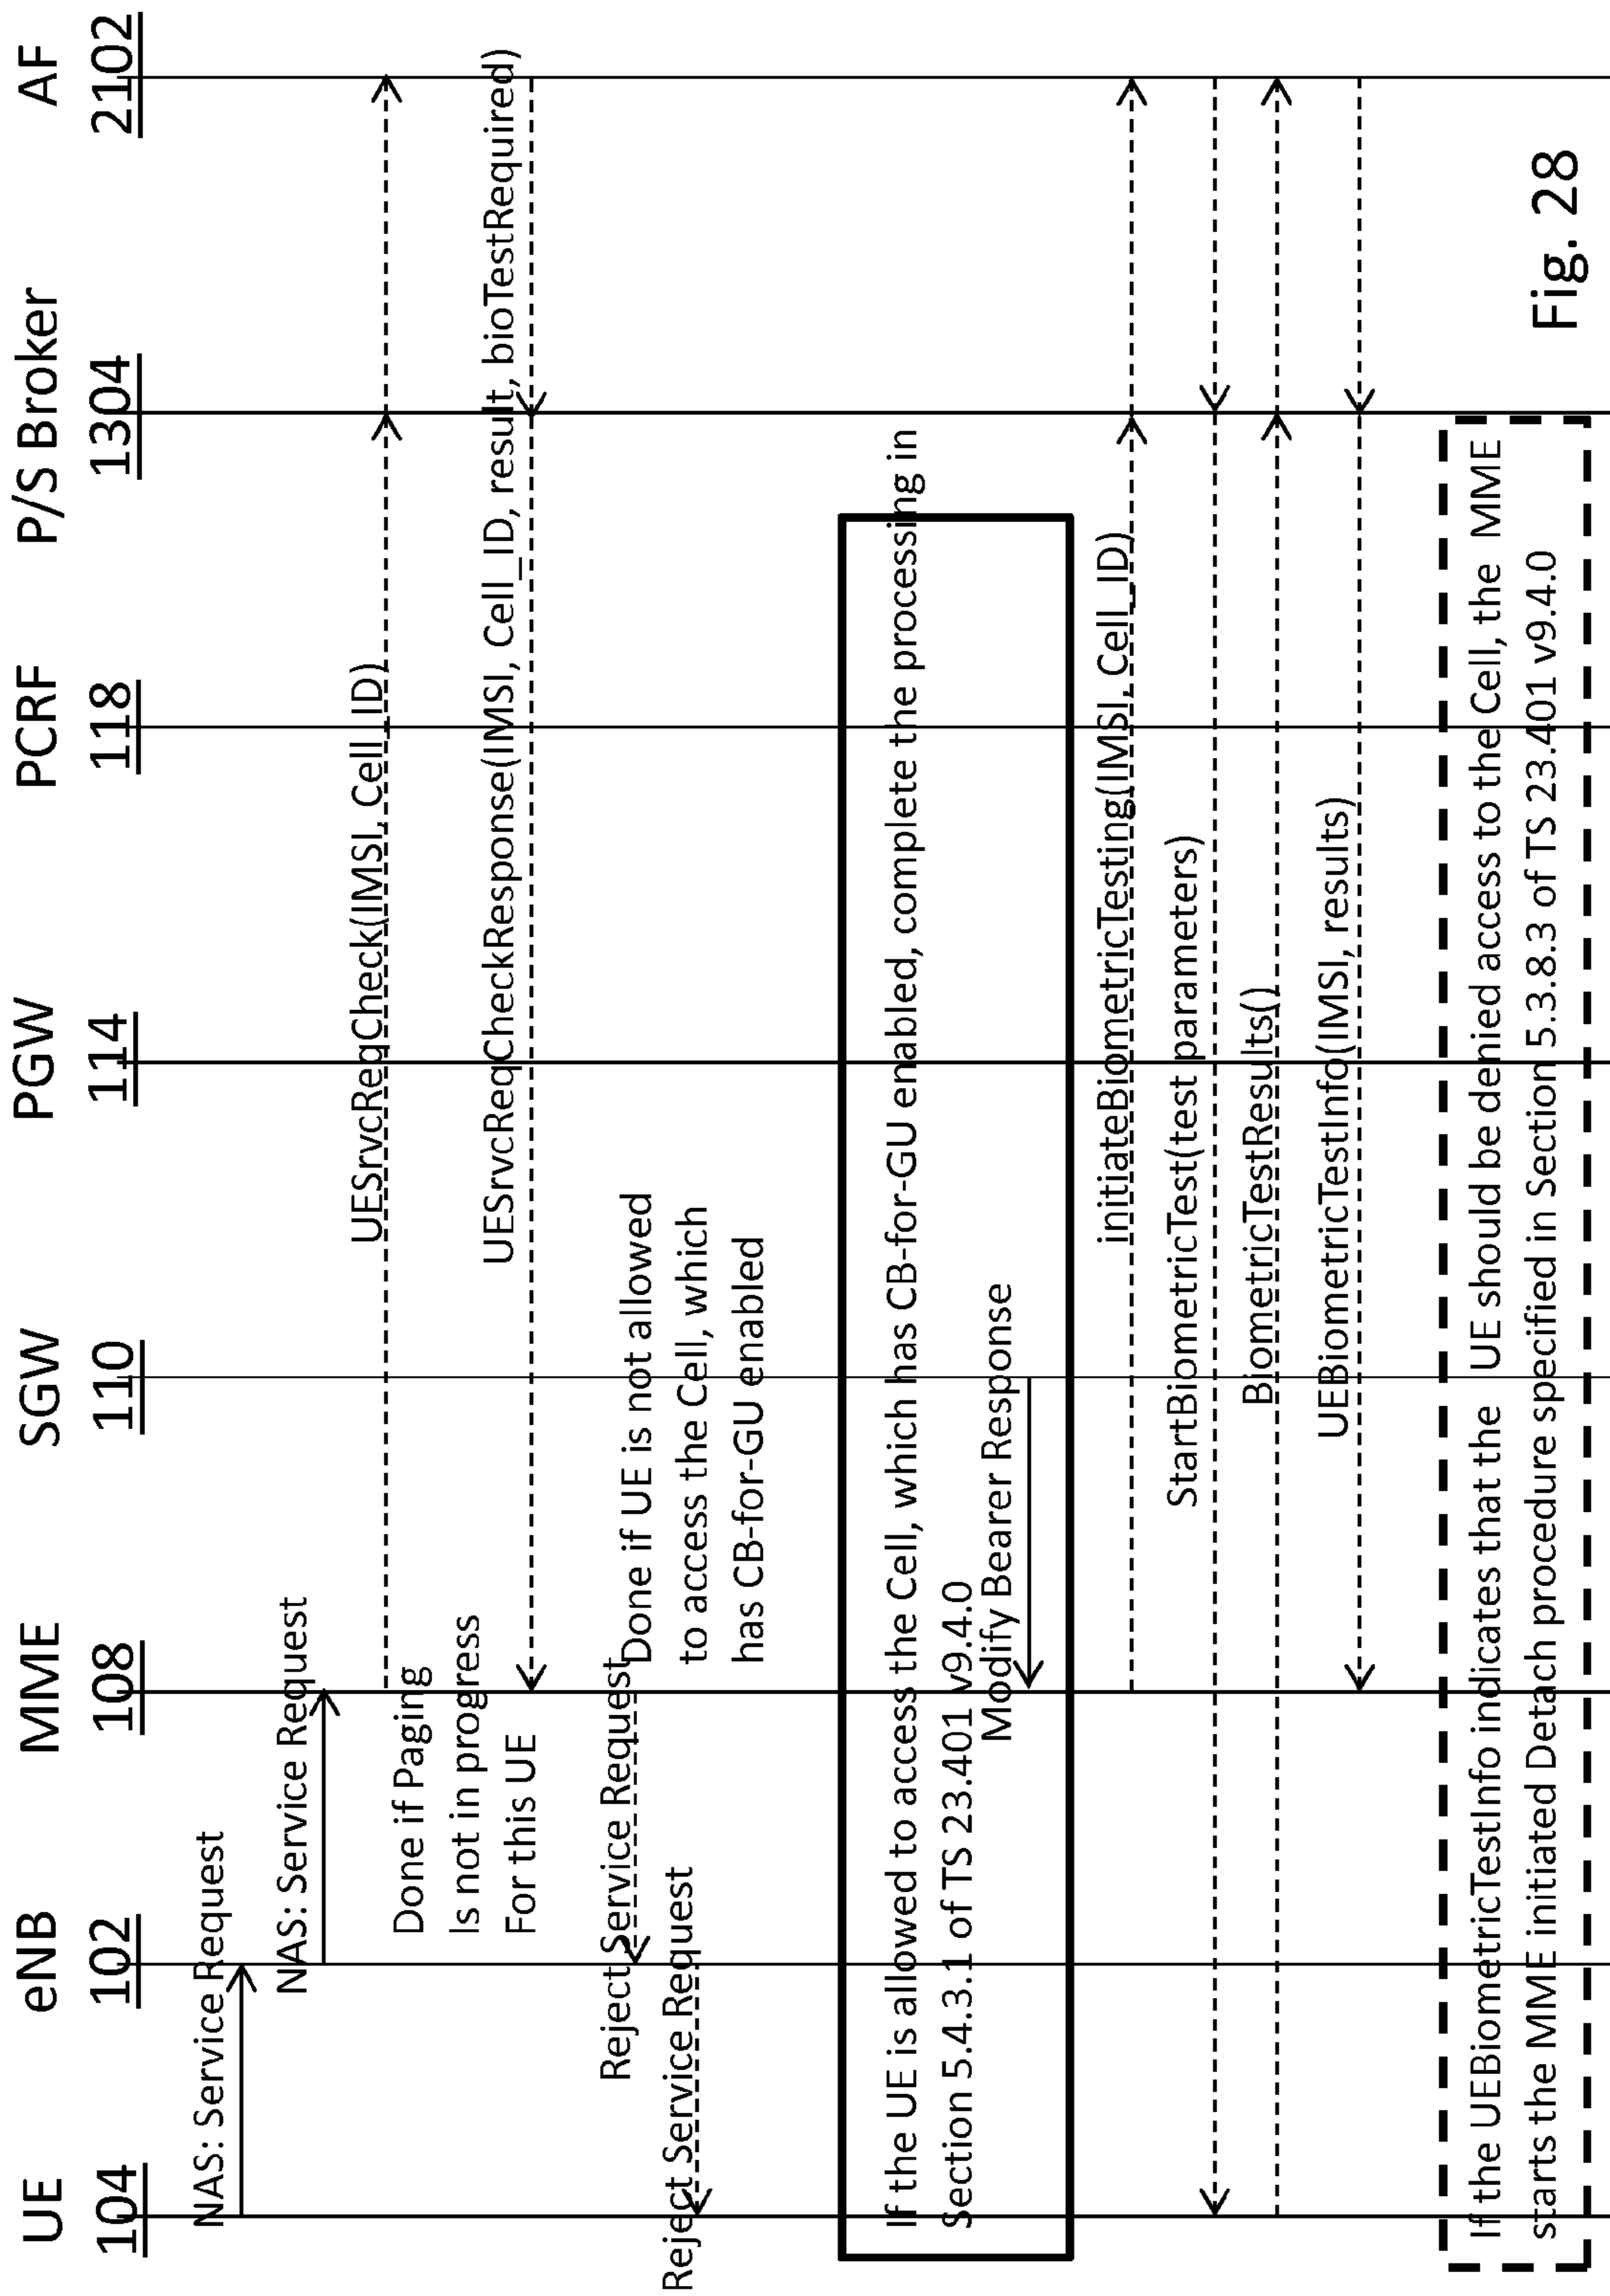 UE
104
eNB
102
MME
108
SGW
110
PGW
114
PCRF
118
P/S Broker
1304
AF
2102
NAS: Service Request
NAS: Service Request
UESrvcReqCheck(IMSI, Cell_ID)
Done if Paging
Is not in progress
For this UE
UESrvcReqCheckResponse(IMSI, Cell_ID, result, bioTestRequired)
Reject Service Request
Done if UE is not allowed
to access the Cell, which
has CB-for-GU enabled
Reject Service Request
If the UE is allowed to access the Cell, which has CB-for-GU enabled, complete the processing in
Section 5.4.3.1 of TS 23.401 v9.4.0
Modify Bearer Response
initiateBiometricTesting(IMSI, Cell_ID)
StartBiometricTest(test parameters)
BiometricTestResults()
UEBiometricTestInfo(IMSI, results)
If the UEBiometricTestInfo indicates that the UE should be denied access to the Cell, the MME
starts the MME initiated Detach procedure specified in Section 5.3.8.3 of TS 23.401 v9.4.0
Fig. 28